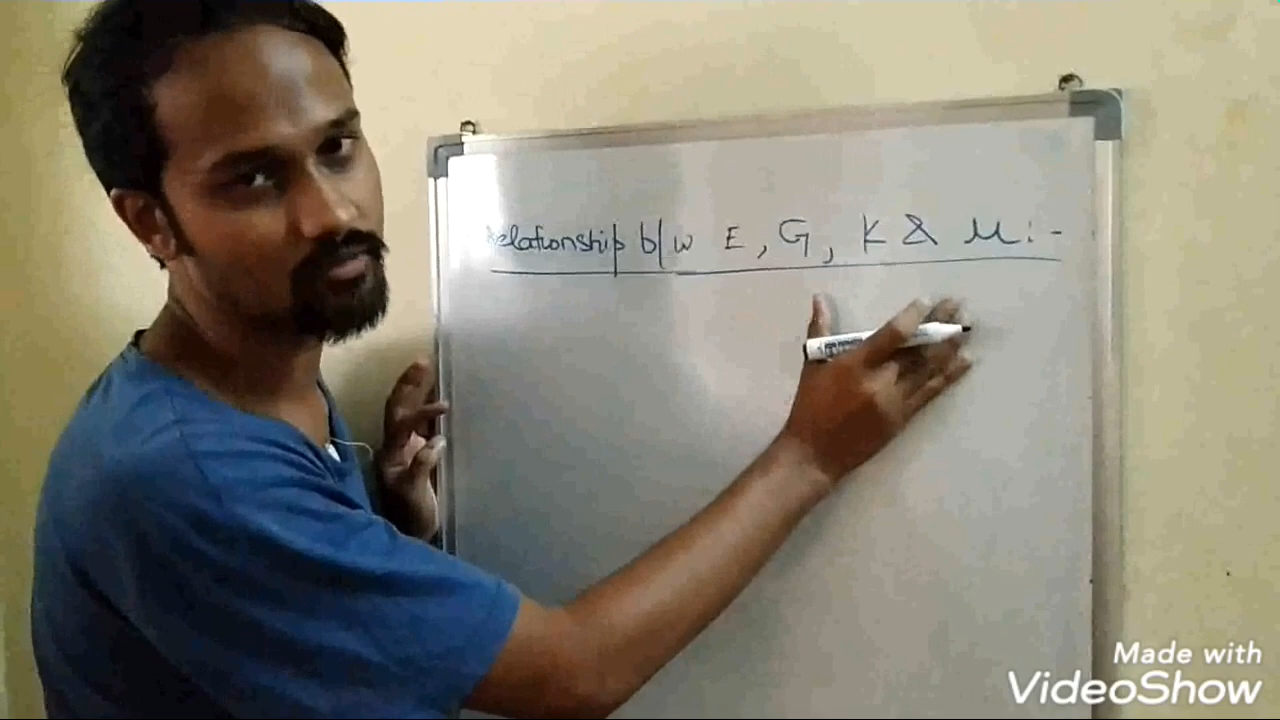 Relationship b/w E, G, K & μ :-
Made with
VideoShow